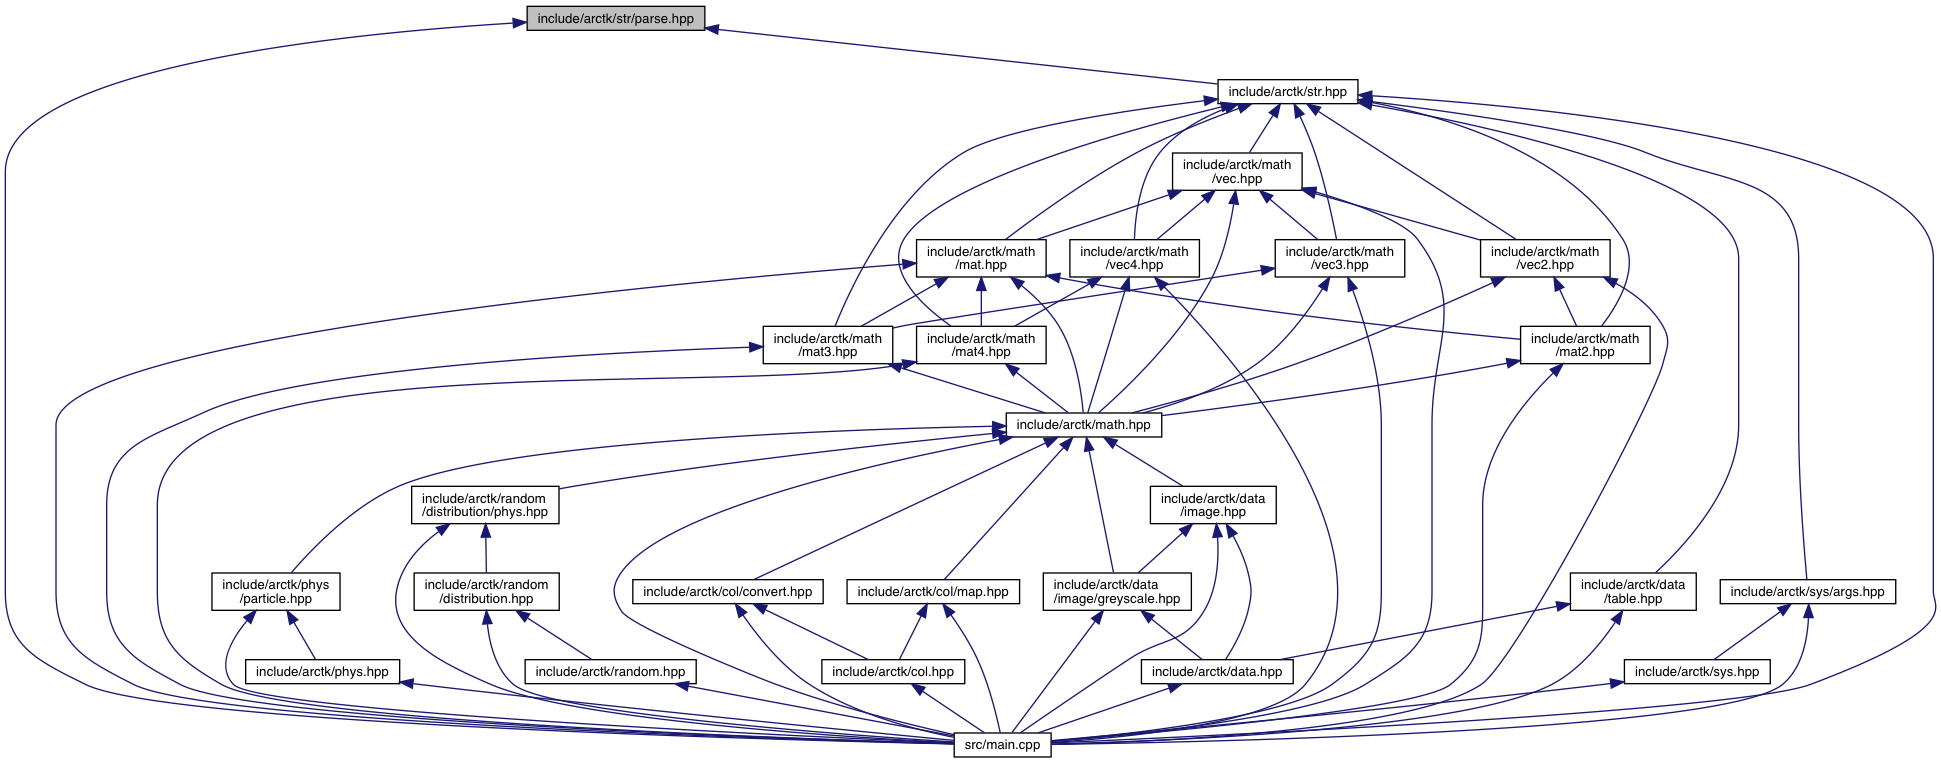 include/arctk/str/parse.hpp
include/arctk/str.hpp
include/arctk/math
/vec.hpp
include/arctk/math
/mat.hpp
include/arctk/math
/vec4.hpp
include/arctk/math
/vec3.hpp
include/arctk/math
/vec2.hpp
include/arctk/math
/mat3.hpp
include/arctk/math
/mat4.hpp
include/arctk/math
/mat2.hpp
include/arctk/math.hpp
include/arctk/random
/distribution/phys.hpp
include/arctk/data
/image.hpp
include/arctk/phys
/particle.hpp
include/arctk/random
/distribution.hpp
include/arctk/col/convert.hpp
include/arctk/col/map.hpp
include/arctk/data
/image/greyscale.hpp
include/arctk/data
/table.hpp
include/arctk/sys/args.hpp
include/arctk/phys.hpp
include/arctk/random.hpp
include/arctk/col.hpp
include/arctk/data.hpp
include/arctk/sys.hpp
src/main.cpp